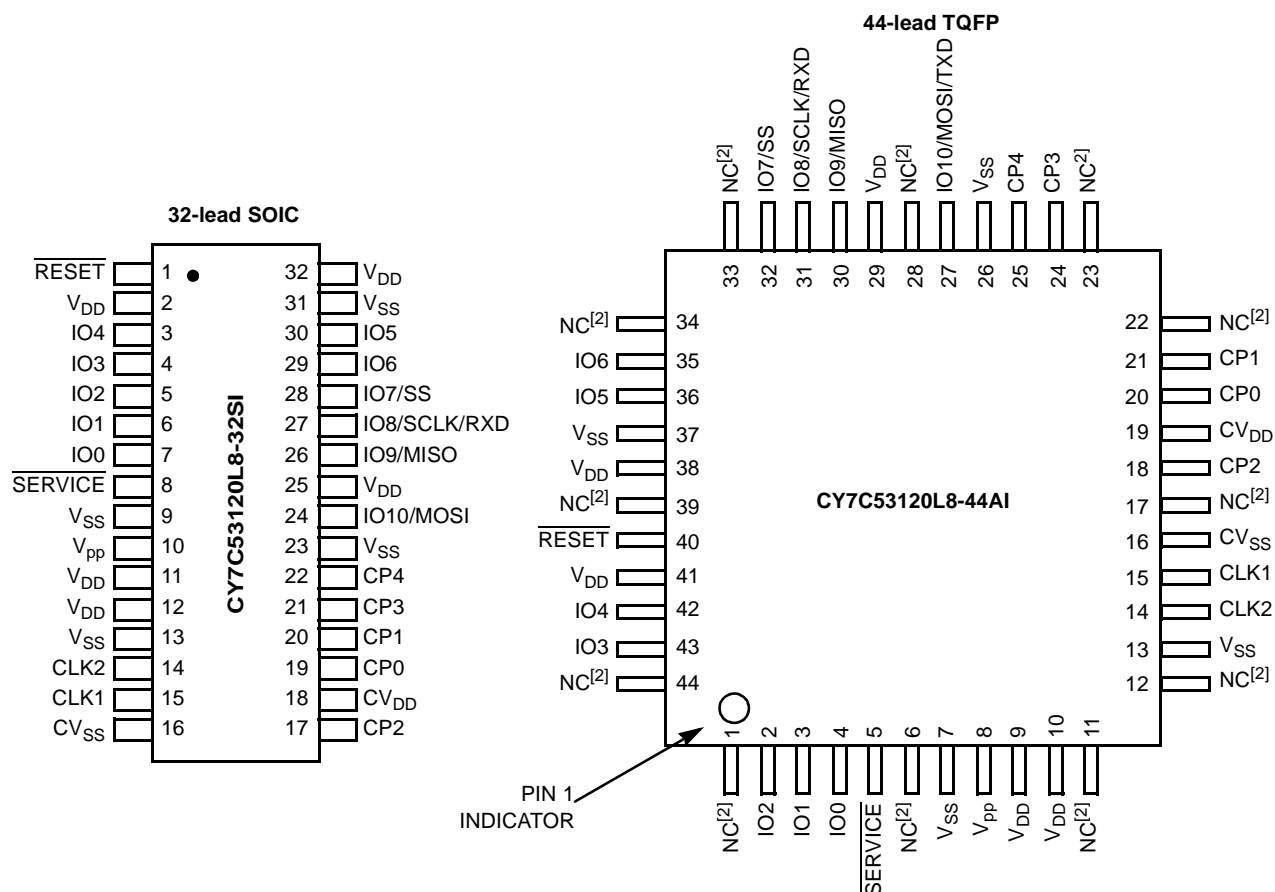 44-lead TQFP
NC[2]
IO7/SS
IO8/SCLK/RXD
IO9/MISO
VDD
NC[2]
IO10/MOSI/TXD
VSS
CP4
CP3
NC2]
33
32
31
30
29
28
27
26
25
24
23
32-lead SOIC
RESET 1 32 VDD
VDD 2 31 VSS
IO4 3 30 IO5
IO3 4 29 IO6
IO2 5 28 IO7/SS
IO1 6 27 IO8/SCLK/RXD
IO0 7 26 IO9/MISO
SERVICE 8 25 VDD
VSS 9 24 IO10/MOSI
Vpp 10 23 VSS
VDD 11 22 CP4
VDD 12 21 CP3
VSS 13 20 CP1
CLK2 14 19 CP0
CLK1 15 18 CVDD
CVSS 16 17 CP2
CY7C53120L8-32SI
NC[2] 34
IO6 35
IO5 36
VSS 37
VDD 38
NC[2] 39
RESET 40
VDD 41
IO4 42
IO3 43
NC[2] 44
CY7C53120L8-44AI
22 NC[2]
21 CP1
20 CP0
19 CVDD
18 CP2
17 NC[2]
16 CVSS
15 CLK1
14 CLK2
13 VSS
12 NC[2]
1
2
3
4
5
6
7
8
9
10
11
NC[2]
IO2
IO1
IO0
SERVICE
NC[2]
VSS
Vpp
VDD
VDD
NC[2]
PIN 1
INDICATOR